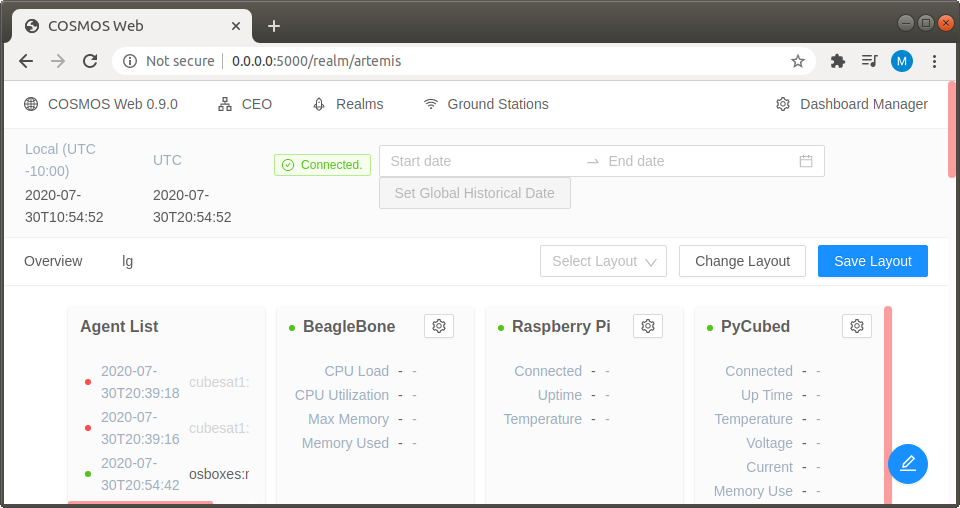 COSMOS Web
Not secure 0.0.0.0:5000/realm/artemis
M
COSMOS Web 0.9.0 CEO Realms Ground Stations Dashboard Manager
Local (UTC
-10:00)
UTC
2020-07-
30T10:54:52
2020-07-
30T20:54:52
Connected.
Start date End date
Set Global Historical Date
Overview lg Select Layout Change Layout Save Layout
Agent List
2020-07-
30T20:39:18
cubesat1:
2020-07-
30T20:39:16
cubesat1:
2020-07-
30T20:54:42
osboxes:
BeagleBone
CPU Load - -
CPU Utilization - -
Max Memory - -
Memory Used - -
Raspberry Pi
Connected - -
Uptime - -
Temperature - -
PyCubed
Connected - -
Up Time - -
Temperature - -
Voltage - -
Current - -
Memory Use - -